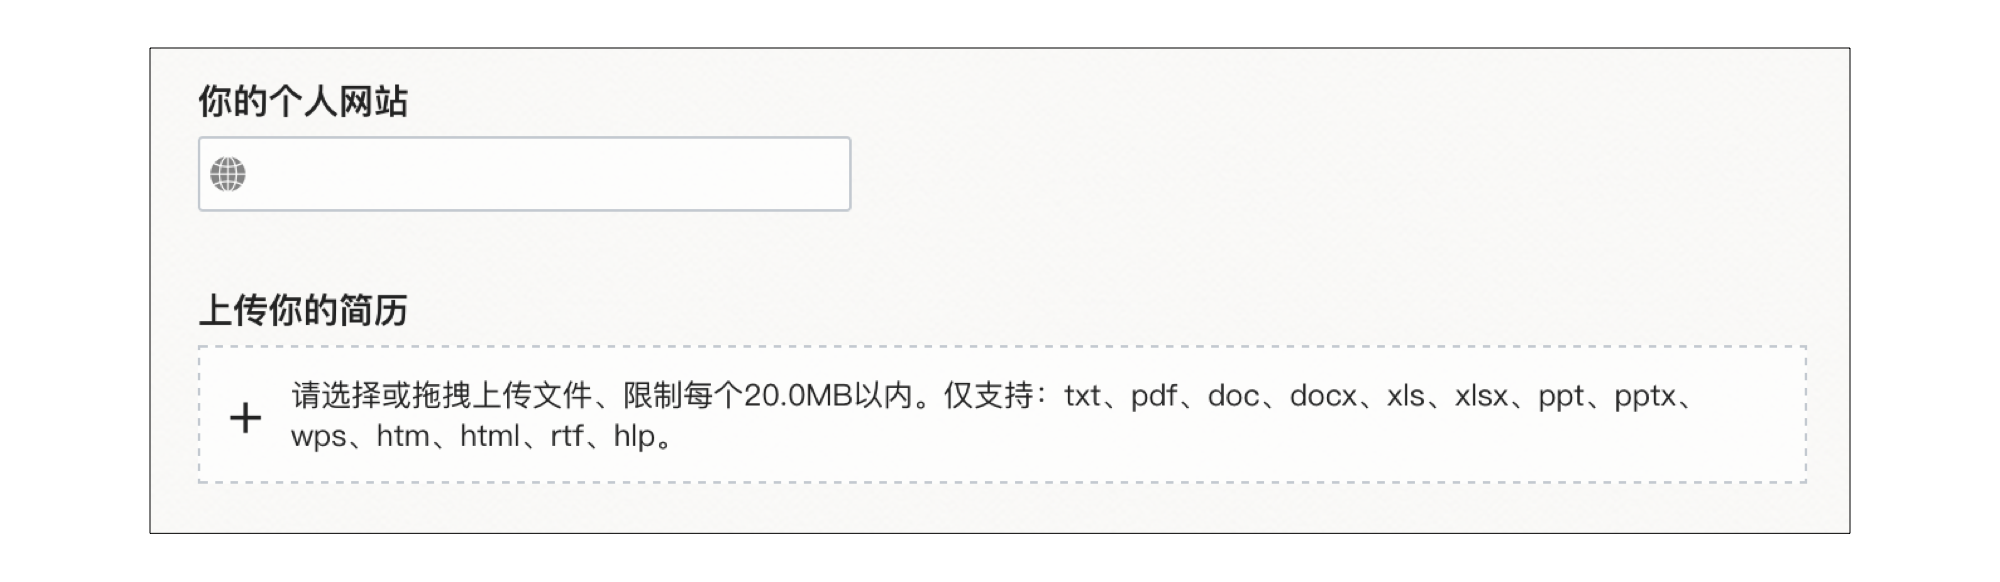 你的个人网站
上传你的简历
请选择或拖拽上传文件、限制每个20.0MB以内。仅支持：txt、pdf、doc、docx、xls、xlsx、ppt、pptx、
wps、htm、html、rtf、hlp。